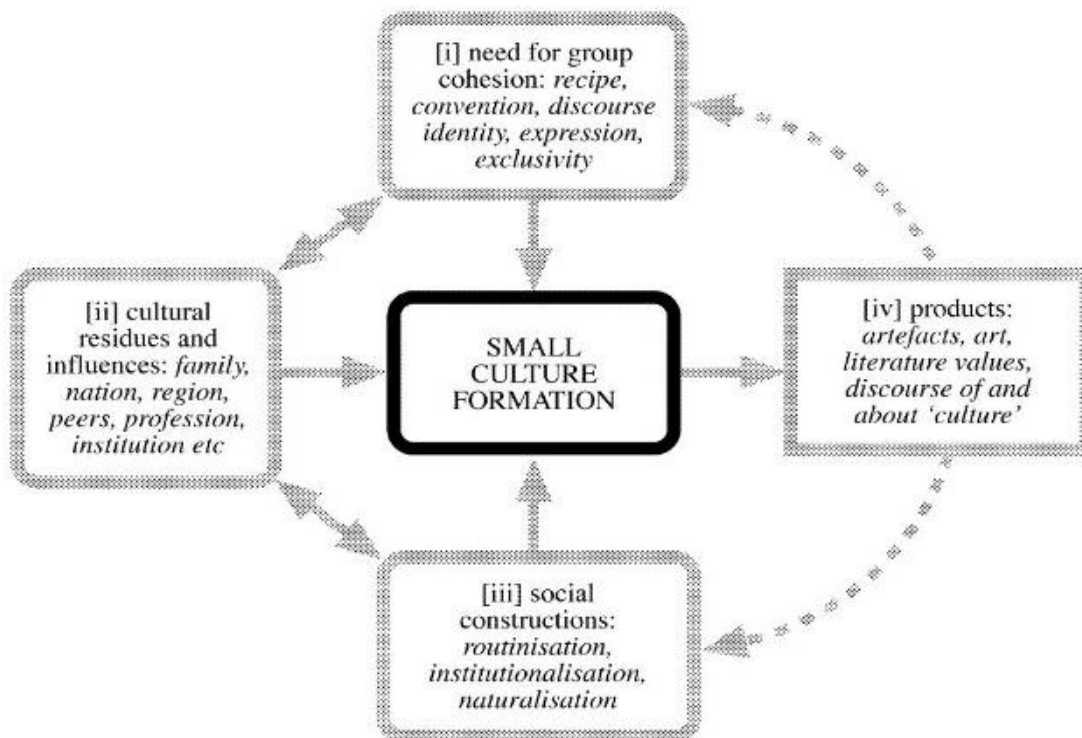 [i] need for group
cohesion: recipe,
convention, discourse
identity, expression,
exclusivity
[ii] cultural
residues and
influences: family,
nation, region,
peers, profession,
institution etc
SMALL
CULTURE
FORMATION
[iv] products:
artefacts, art,
literature values,
discourse of and
about ‘culture’
[iii] social
constructions:
routinisation,
institutionalisation,
naturalisation